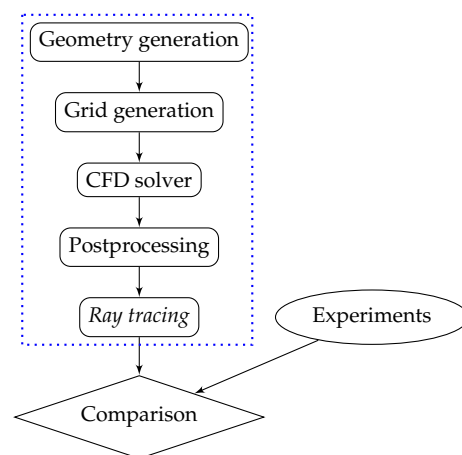 Geometry generation
Grid generation
CFD solver
Postprocessing
Ray tracing
Experiments
Comparison